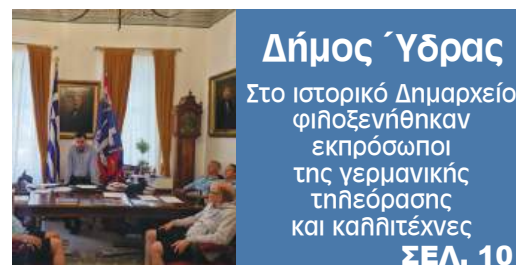 Δήμος Ύδρας
Στο ιστορικό Δημαρχείο
φιλοξενήθηκαν
εκπρόσωποι
της γερμανικής
τηλεόρασης
και καλλιτέχνες
ΣΕΛ. 10